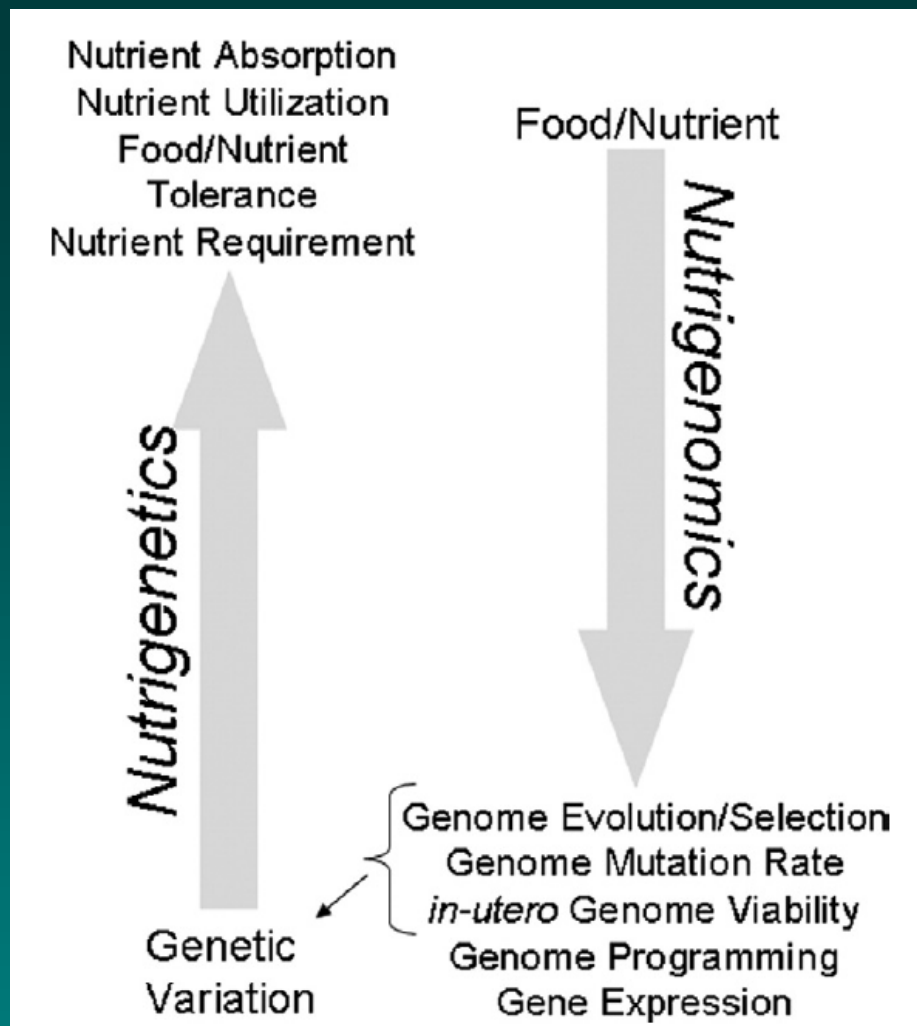 Nutrient Absorption
Nutrient Utilization
Food/Nutrient
Tolerance
Nutrient Requirement
Nutrigenetics
Genetic
Variation
Food/Nutrient
Nutrigenomics
Genome Evolution/Selection
Genome Mutation Rate
in-utero Genome Viability
Genome Programming
Gene Expression